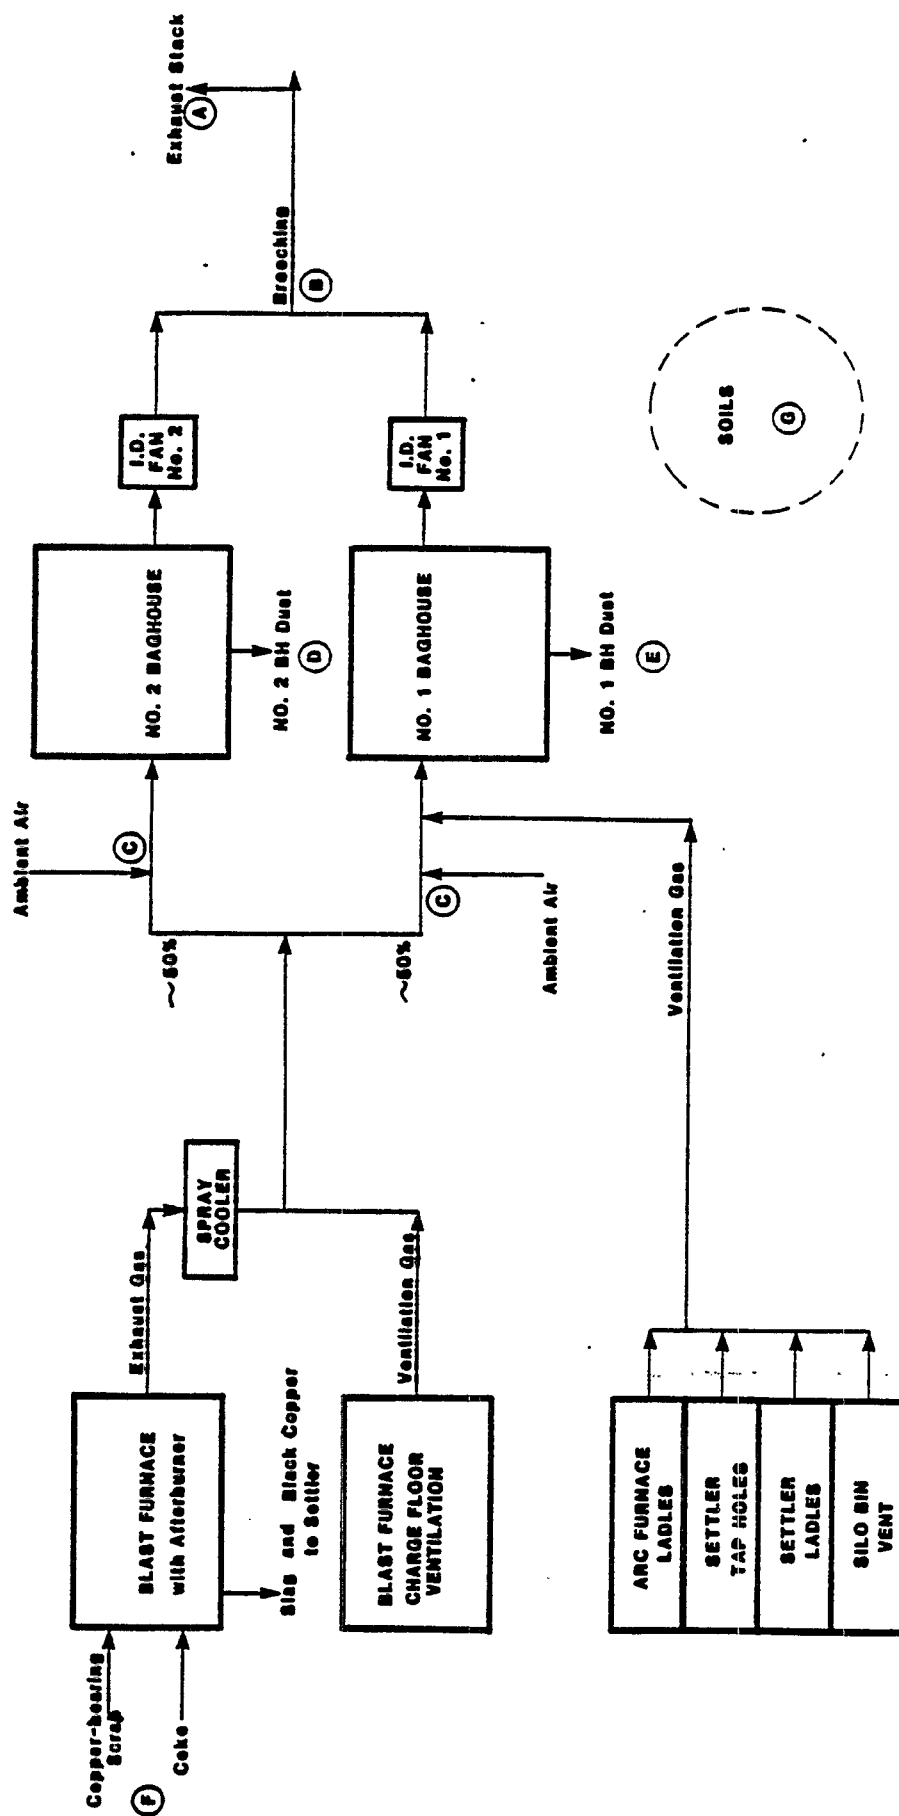 Copper-bearing
Scrap
F
Coke
BLAST FURNACE
with Afterburner
Exhaust Gas
SPRAY
COOLER
Slag and Black Copper
to Settler
BLAST FURNACE
CHARGE FLOOR
VENTILATION
Ventilation Gas
ARC FURNACE
LADLES
SETTLER
TAP HOLES
SETTLER
LADLES
SILO BIN
VENT
Ventilation Gas
~50%
~50%
Ambient Air
C
C
Ambient Air
NO. 2 BAGHOUSE
NO. 2 BH Dust
D
NO. 1 BAGHOUSE
NO. 1 BH Dust
E
I.D.
FAN
No. 2
I.D.
FAN
No. 1
Breeching
B
Exhaust Stack
A
SOILS
G